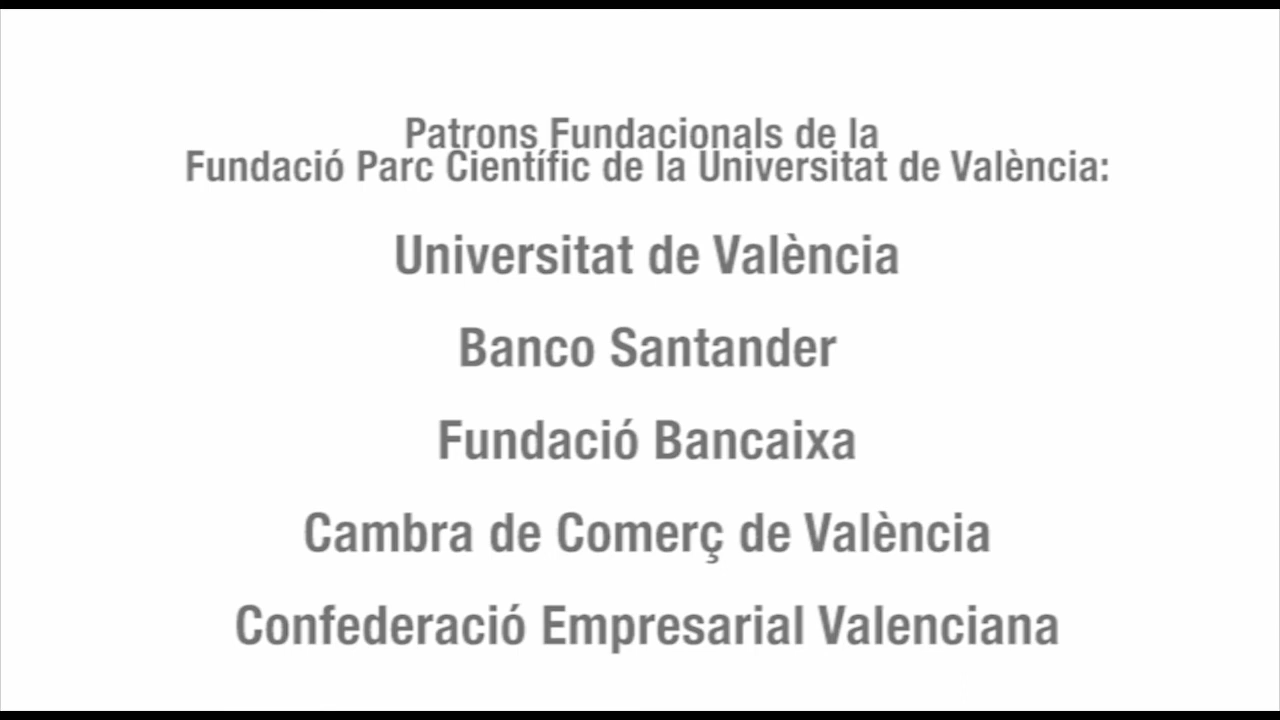 Patrons Fundacionals de la
Fundació Parc Científic de la Universitat de València:
Universitat de València
Banco Santander
Fundació Bancaixa
Cambra de Comerç de València
Confederació Empresarial Valenciana